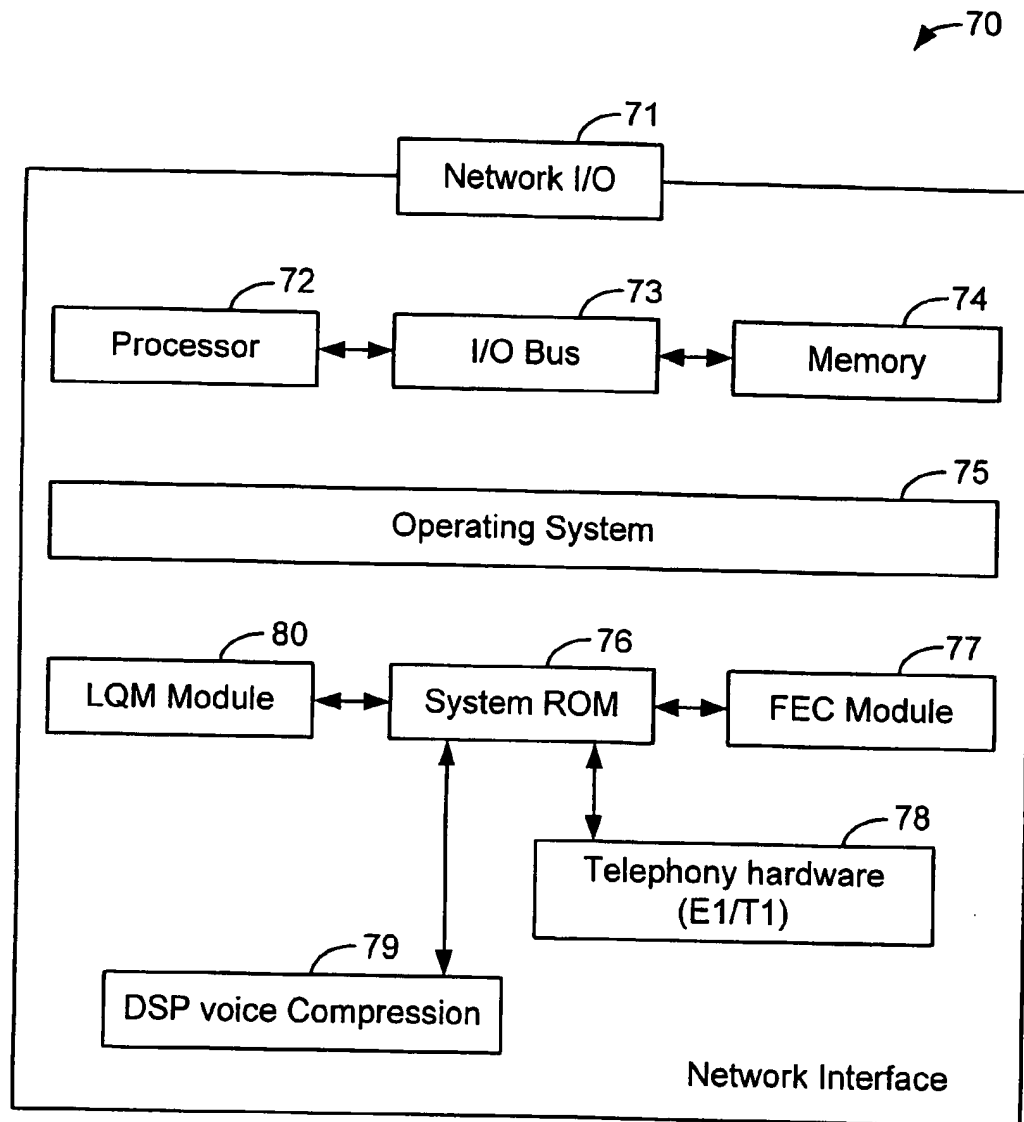 70
71
Network I/O
72
73
74
Processor
I/O Bus
Memory
75
Operating System
80
76
77
LQM Module
System ROM
FEC Module
78
Telephony hardware
(E1/T1)
79
DSP voice Compression
Network Interface